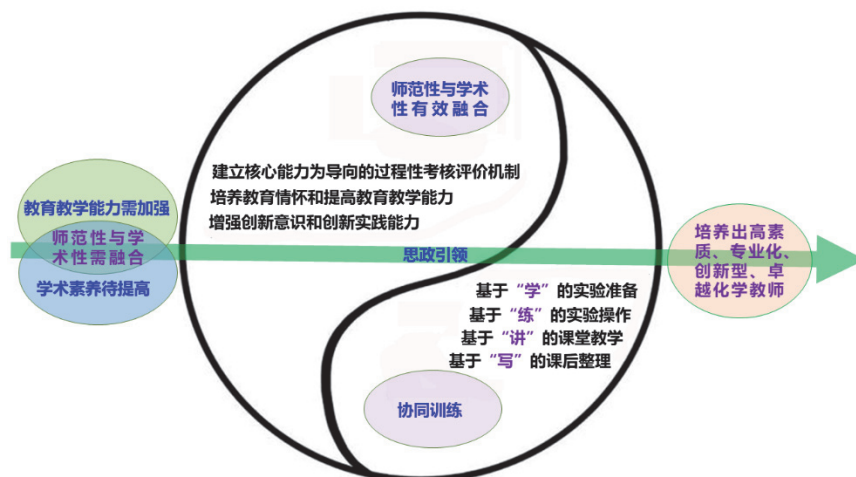 师范性与学术
性有效融合
建立核心能力为导向的过程性考核评价机制
培养教育情怀和提高教育教学能力
增强创新意识和创新实践能力
教育教学能力需加强
师范性与学
术性需融合
学术素养待提高
思政引领
培养出高素
质、专业化、
创新型、卓
越化学教师
基于“学”的实验准备
基于“练”的实验操作
基于“讲”的课堂教学
基于“写”的课后整理
协同训练